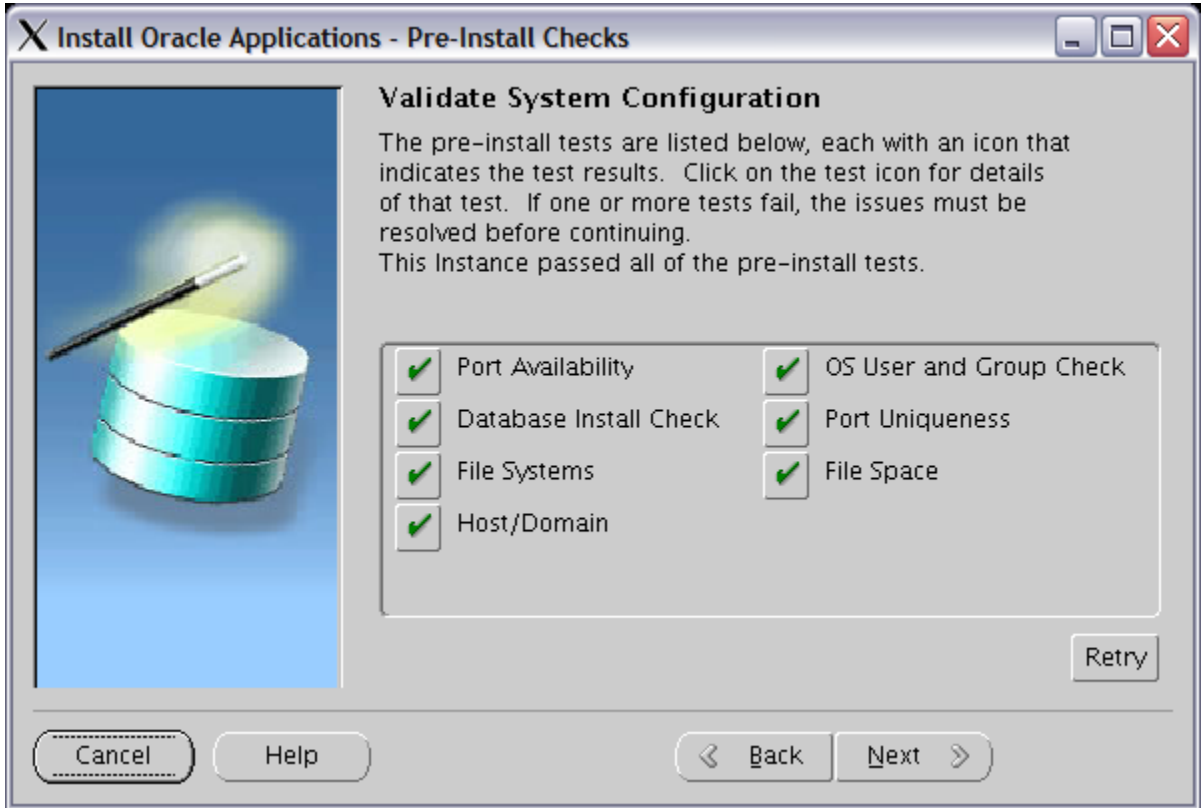 Install Oracle Applications - Pre-Install Checks
Validate System Configuration
The pre-install tests are listed below, each with an icon that
indicates the test results.  Click on the test icon for details
of that test.  If one or more tests fail, the issues must be
resolved before continuing.
This Instance passed all of the pre-install tests.
Port Availability
OS User and Group Check
Database Install Check
Port Uniqueness
File Systems
File Space
Host/Domain
Retry
Cancel
Help
Back
Next